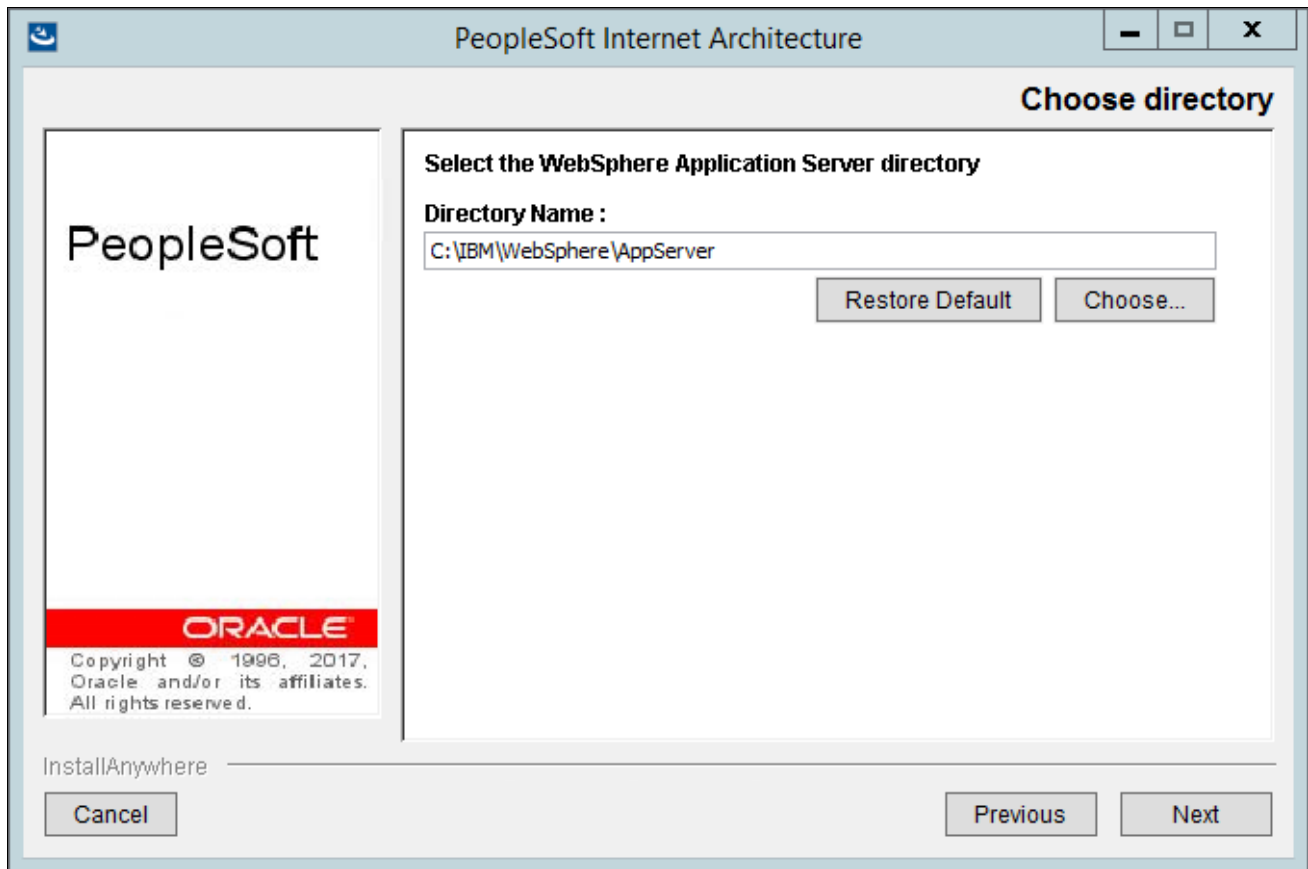 PeopleSoft Internet Architecture
Choose directory
PeopleSoft
ORACLE
Copyright © 1996, 2017,
Oracle and/or its affiliates.
All rights reserved.
Select the WebSphere Application Server directory
Directory Name :
C:\IBM\WebSphere\AppServer
Restore Default
Choose...
InstallAnywhere
Cancel
Previous
Next